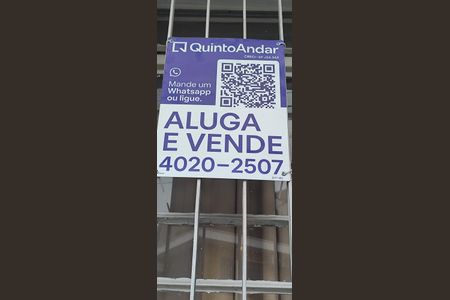 QuintoAndar
Mande um
Whatsapp
ou ligue.
ALUGA
E VENDE
4020-2507